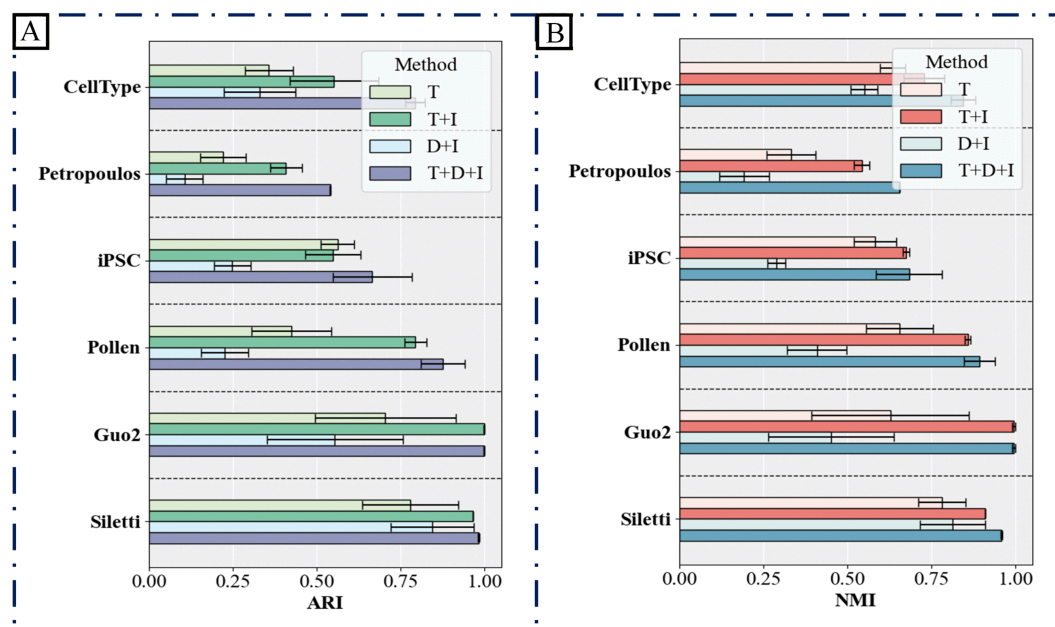 A
CellType
Petropoulos
iPSC
Pollen
Guo2
Siletti
Method
T
T+I
D+I
T+D+I
0.00 0.25 0.50 0.75 1.00
ARI
B
CellType
Petropoulos
iPSC
Pollen
Guo2
Siletti
Method
T
T+I
D+I
T+D+I
0.00 0.25 0.50 0.75 1.00
NMI